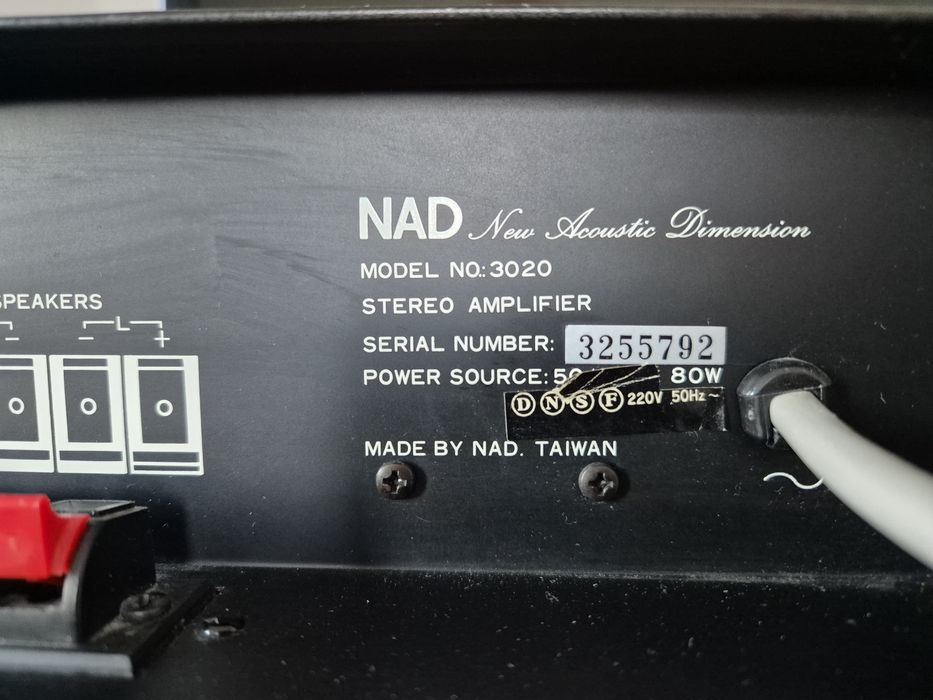 NAD New Acoustic Dimension
MODEL NO.:3020
STEREO AMPLIFIER
SPEAKERS
L
- - +
SERIAL NUMBER: 3255792
POWER SOURCE: 80W
D N S F 220V 50Hz~
MADE BY NAD. TAIWAN